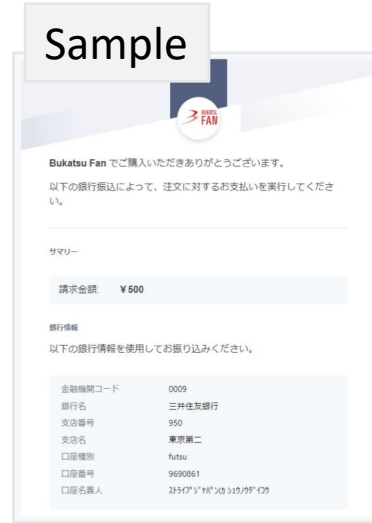 Sample
BUKATSU
FAN
Bukatsu Fan でご購入いただきありがとうございます。
以下の銀行振込によって、注文に対するお支払いを実行してくださ
い。
サマリー
請求金額: ¥500
銀行情報
以下の銀行情報を使用してお振り込みください。
金融機関コード 0009
銀行名 三井住友銀行
支店番号 950
支店名 東京第二
口座種別 futsu
口座番号 9690861
口座名義人 ｽﾄﾗｲﾌﾟｼﾞﾔﾊﾟﾝ(ｶ ｼﾕｳﾉｳﾀﾞｲｺｳ